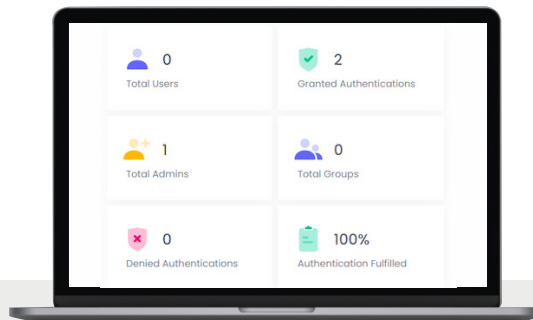 0
Total Users
2
Granted Authentications
1
Total Admins
0
Total Groups
0
Denied Authentications
100%
Authentication Fulfilled